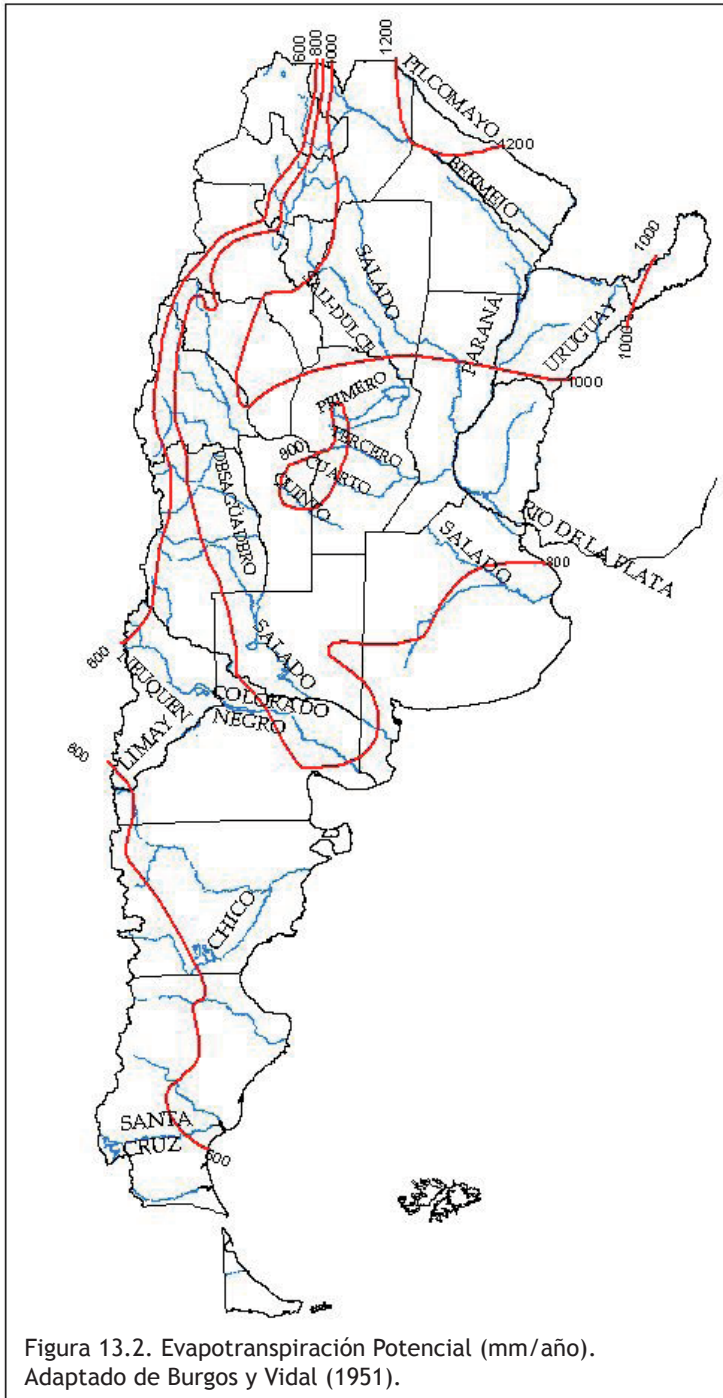 600
800
1000
1200
PILCOMAYO
1200
BERMEJO
1000
SALADO
SALI-DULCE
PARANÁ
URUGUAY
1000
1000
PRIMERO
800
TERCERO
CUARTO
QUINTO
DESAGUADERO
RIO DE LA PLATA
SALADO
800
SALADO
600
NEUQUEN
COLORADO
NEGRO
LIMAY
600
CHICO
SANTA
CRUZ
600
Figura 13.2. Evapotranspiración Potencial (mm/año).
Adaptado de Burgos y Vidal (1951).